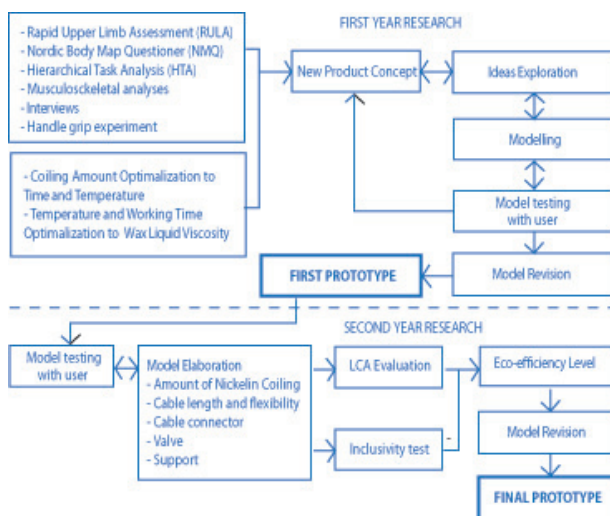 FIRST YEAR RESEARCH
- Rapid Upper Limb Assessment (RULA)
- Nordic Body Map Questioner (NMQ)
- Hierarchical Task Analysis (HTA)
- Musculosckeletal analyses
- Interviews
- Handle grip experiment
- Coiling Amount Optimalization to
Time and Temperature
- Temperature and Working Time
Optimalization to Wax Liquid Viscosity
New Product Concept
Ideas Exploration
Modelling
Model testing
with user
Model Revision
FIRST PROTOTYPE
SECOND YEAR RESEARCH
Model testing
with user
Model Elaboration
- Amount of Nickelin Coiling
- Cable length and flexibility
- Cable connector
- Valve
- Support
LCA Evaluation
Inclusivity test
Eco-efficiency Level
Model Revision
FINAL PROTOTYPE